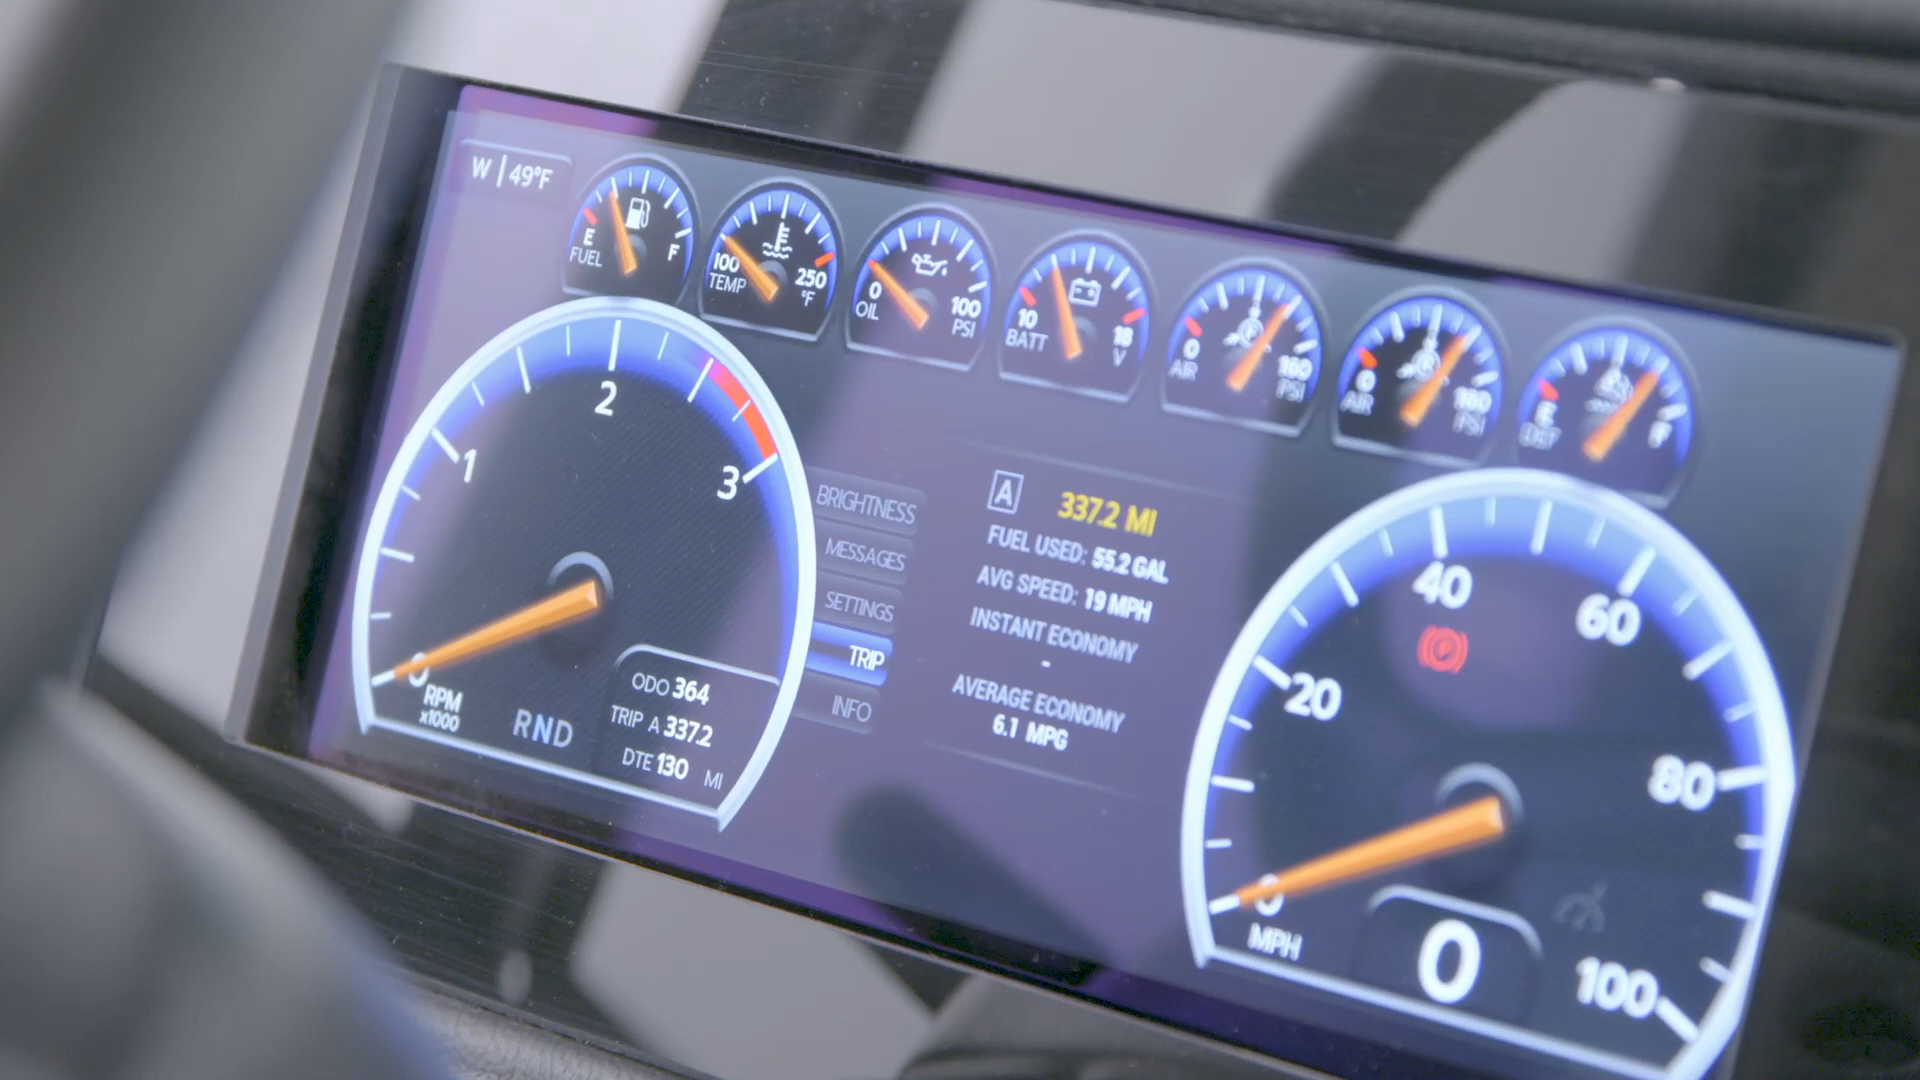 W | 49°F
E F
FUEL
100 250
TEMP °F
0 100
OIL PSI
10 18
BATT V
0 160
AIR PSI
0 160
AIR PSI
E F
DEF
0 1 2 3
RPM
x1000
RND
ODO 364
TRIP A 337.2
DTE 130 MI
BRIGHTNESS
MESSAGES
SETTINGS
TRIP
INFO
A 337.2 MI
FUEL USED: 55.2 GAL
AVG SPEED: 19 MPH
INSTANT ECONOMY
-
AVERAGE ECONOMY
6.1 MPG
0 20 40 60 80 100
MPH
0